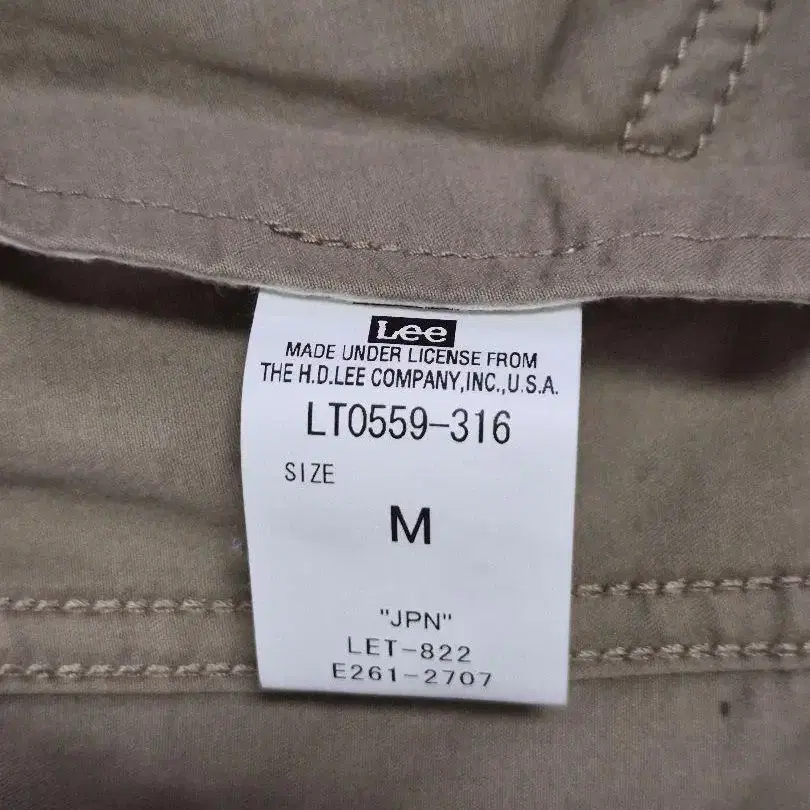 Lee
MADE UNDER LICENSE FROM
THE H.D.LEE COMPANY,INC.,U.S.A.
LT0559-316
SIZE
M
"JPN"
LET-822
E261-2707